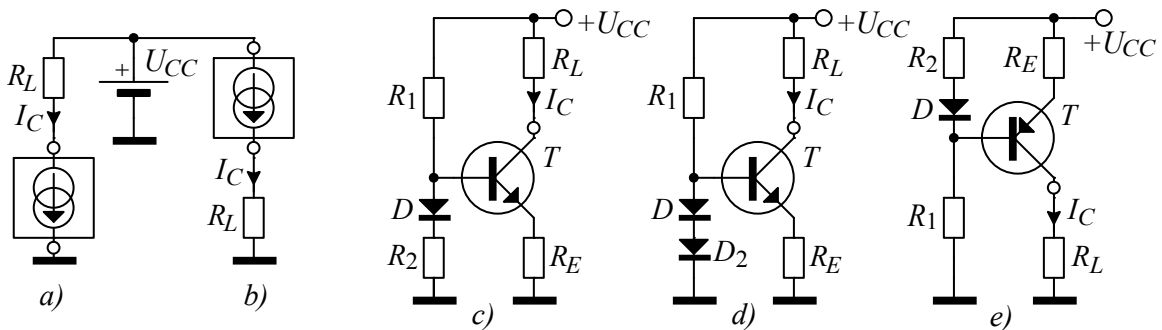 R_L
I_C
a)
+
U_CC
I_C
R_L
b)
+U_CC
R_1
R_L
I_C
T
D
R_2
R_E
c)
+U_CC
R_1
R_L
I_C
T
D
D_2
R_E
d)
+U_CC
R_2
R_E
D
T
R_1
I_C
R_L
e)